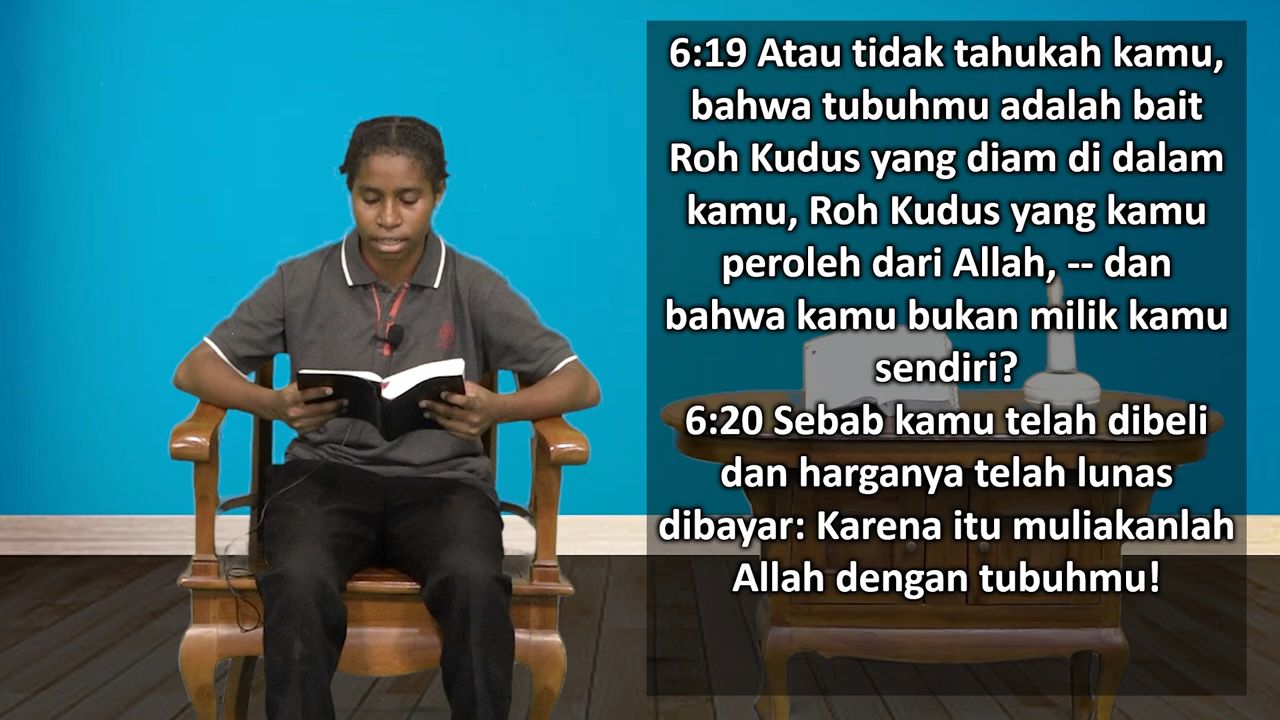 6:19 Atau tidak tahukah kamu,
bahwa tubuhmu adalah bait
Roh Kudus yang diam di dalam
kamu, Roh Kudus yang kamu
peroleh dari Allah, -- dan
bahwa kamu bukan milik kamu
sendiri?
6:20 Sebab kamu telah dibeli
dan harganya telah lunas
dibayar: Karena itu muliakanlah
Allah dengan tubuhmu!